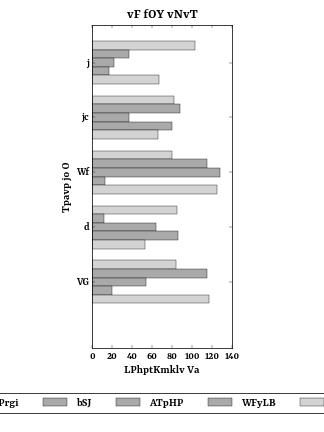 vF fOY vNvT
j
jc
Wf
d
VG
Tpavp jo O
0 20 40 60 80 100 120 140
LPhptKmklv Va
Prgi bSJ ATpHP WFyLB